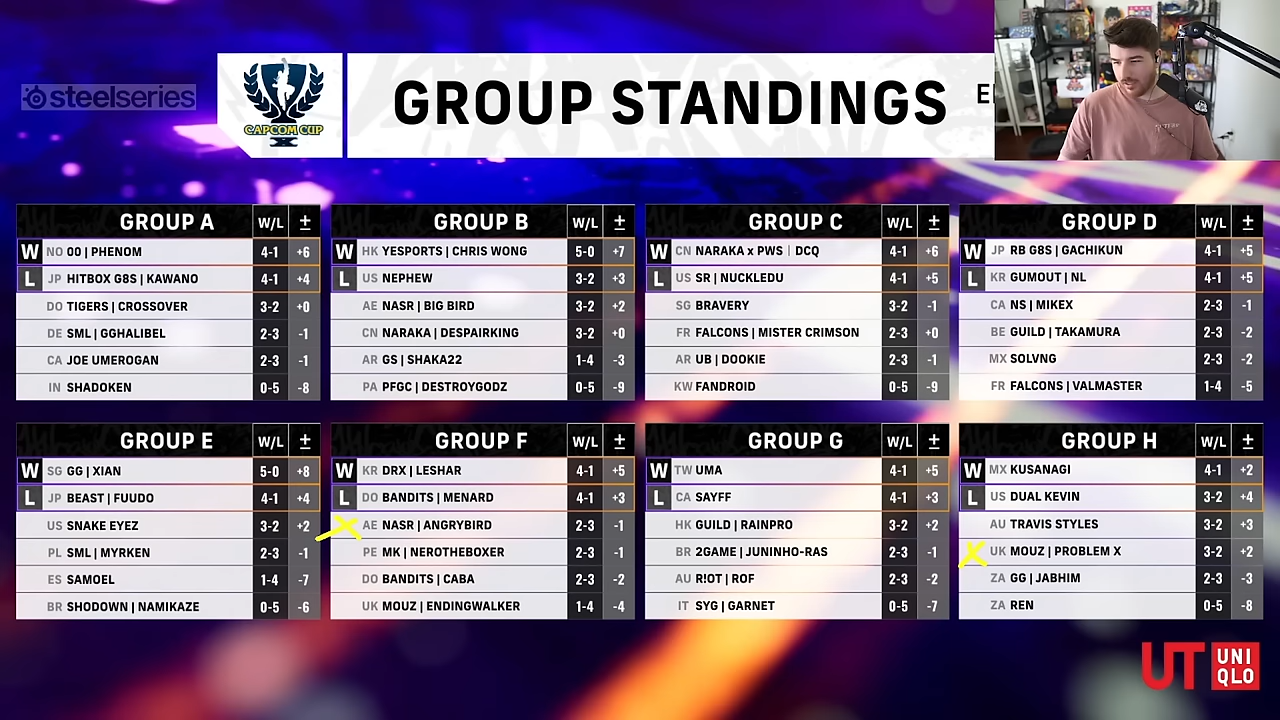 steelseries
CAPCOM CUP
X
GROUP STANDINGS
GROUP A W/L ±
W NO 00 | PHENOM 4-1 +6
L JP HITBOX G8S | KAWANO 4-1 +4
DO TIGERS | CROSSOVER 3-2 +0
DE SML | GGHALIBEL 2-3 -1
CA JOE UMEROGAN 2-3 -1
IN SHADOKEN 0-5 -8
GROUP B W/L ±
W HK YESPORTS | CHRIS WONG 5-0 +7
L US NEPHEW 3-2 +3
AE NASR | BIG BIRD 3-2 +2
CN NARAKA | DESPAIRKING 3-2 +0
AR GS | SHAKA22 1-4 -3
PA PFGC | DESTROYGODZ 0-5 -9
GROUP C W/L ±
W CN NARAKA x PWS | DCQ 4-1 +6
L US SR | NUCKLEDU 4-1 +5
SG BRAVERY 3-2 -1
FR FALCONS | MISTER CRIMSON 2-3 +0
AR UB | DOOKIE 2-3 -1
KW FANDROID 0-5 -9
GROUP D W/L ±
W JP RB G8S | GACHIKUN 4-1 +5
L KR GUMOUT | NL 4-1 +5
CA NS | MIKEX 2-3 -1
BE GUILD | TAKAMURA 2-3 -2
MX SOLVNG 2-3 -2
FR FALCONS | VALMASTER 1-4 -5
GROUP E W/L ±
W SG GG | XIAN 5-0 +8
L JP BEAST | FUUDO 4-1 +4
US SNAKE EYEZ 3-2 +2
PL SML | MYRKEN 2-3 -1
ES SAMOEL 1-4 -7
BR SHODOWN | NAMIKAZE 0-5 -6
GROUP F W/L ±
W KR DRX | LESHAR 4-1 +5
L DO BANDITS | MENARD 4-1 +3
AE NASR | ANGRYBIRD 2-3 -1
PE MK | NEROTHEBOXER 2-3 -1
DO BANDITS | CABA 2-3 -2
UK MOUZ | ENDINGWALKER 1-4 -4
GROUP G W/L ±
W TW UMA 4-1 +5
L CA SAYFF 4-1 +3
HK GUILD | RAINPRO 3-2 +2
BR 2GAME | JUNINHO-RAS 2-3 -1
AU R!OT | ROF 2-3 -2
IT SYG | GARNET 0-5 -7
GROUP H W/L ±
W MX KUSANAGI 4-1 +2
L US DUAL KEVIN 3-2 +4
AU TRAVIS STYLES 3-2 +3
UK MOUZ | PROBLEM X 3-2 +2
ZA GG | JABHIM 2-3 -3
ZA REN 0-5 -8
UT UNI
QLO